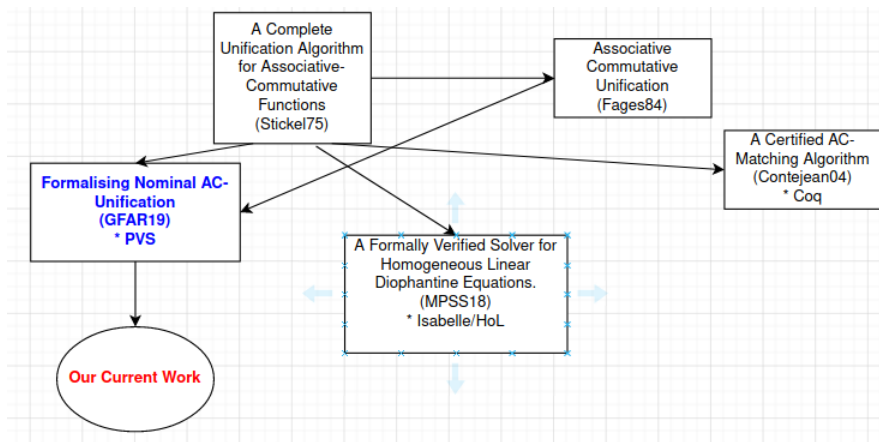 A Complete
Unification Algorithm
for Associative-
Commutative
Functions
(Stickel75)
Associative
Commutative
Unification
(Fages84)
A Certified AC-
Matching Algorithm
(Contejean04)
* Coq
Formalising Nominal AC-
Unification
(GFAR19)
* PVS
A Formally Verified Solver for
Homogeneous Linear
Diophantine Equations.
(MPSS18)
* Isabelle/HoL
Our Current Work